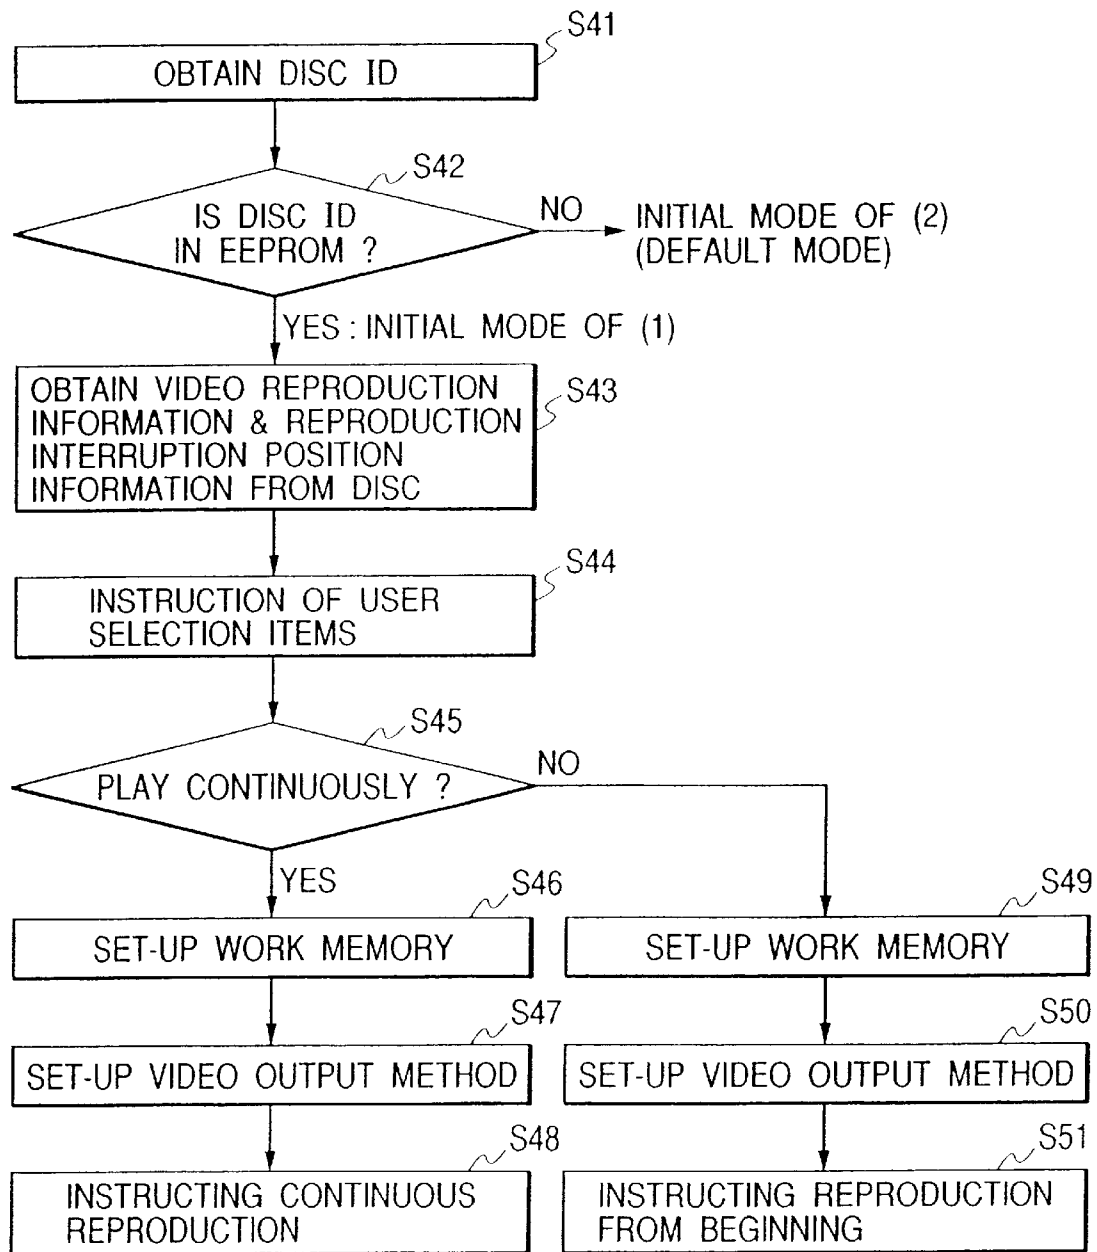 S41
OBTAIN DISC ID
S42
IS DISC ID
IN EEPROM ?
NO
INITIAL MODE OF (2)
(DEFAULT MODE)
YES : INITIAL MODE OF (1)
S43
OBTAIN VIDEO REPRODUCTION
INFORMATION & REPRODUCTION
INTERRUPTION POSITION
INFORMATION FROM DISC
S44
INSTRUCTION OF USER
SELECTION ITEMS
S45
PLAY CONTINUOUSLY ?
NO
YES
S46
SET-UP WORK MEMORY
S49
SET-UP WORK MEMORY
S47
SET-UP VIDEO OUTPUT METHOD
S50
SET-UP VIDEO OUTPUT METHOD
S48
INSTRUCTING CONTINUOUS
REPRODUCTION
S51
INSTRUCTING REPRODUCTION
FROM BEGINNING